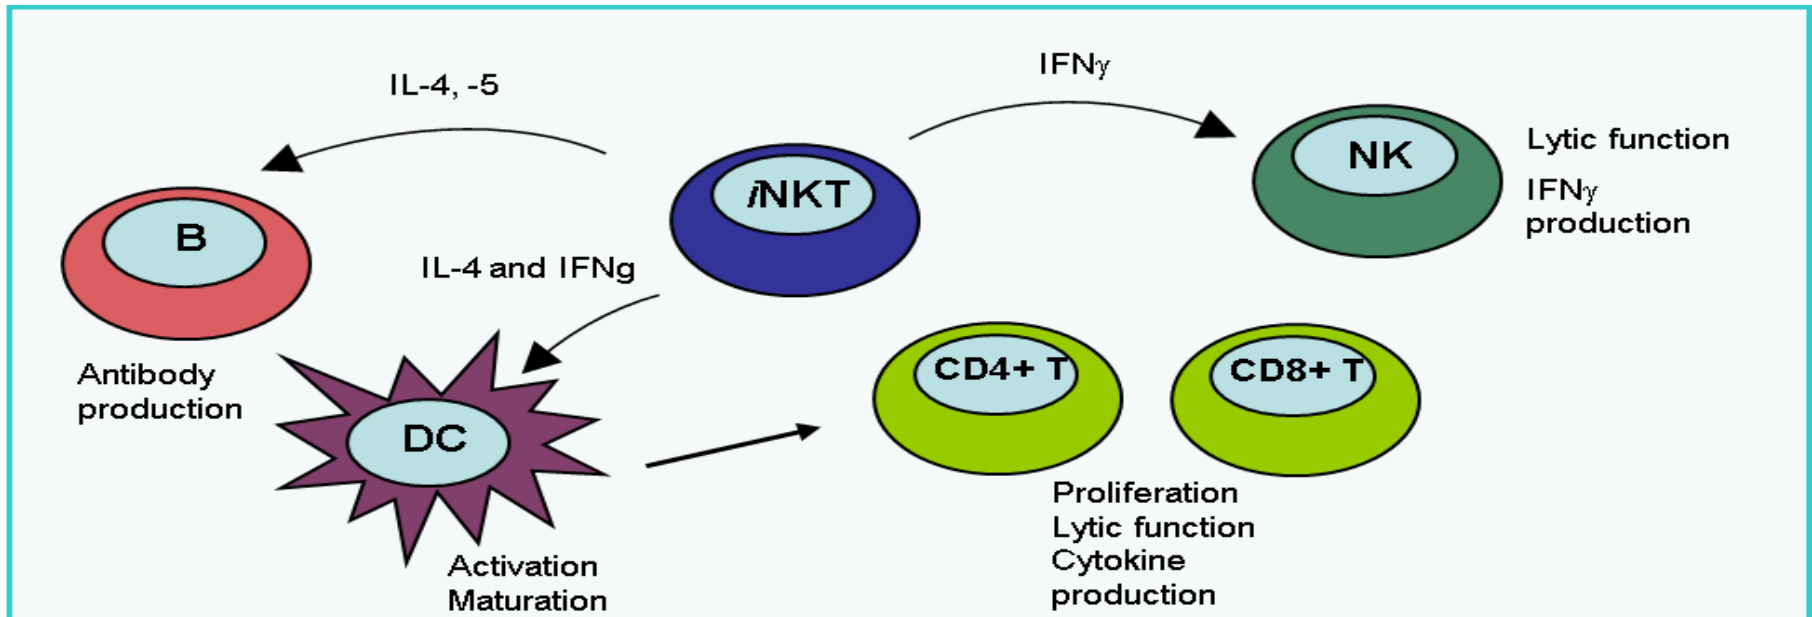 IL-4, -5
IFNγ
iNKT
NK
Lytic function
IFNγ
production
B
IL-4 and IFNg
Antibody
production
DC
Activation
Maturation
CD4+ T
CD8+ T
Proliferation
Lytic function
Cytokine
production